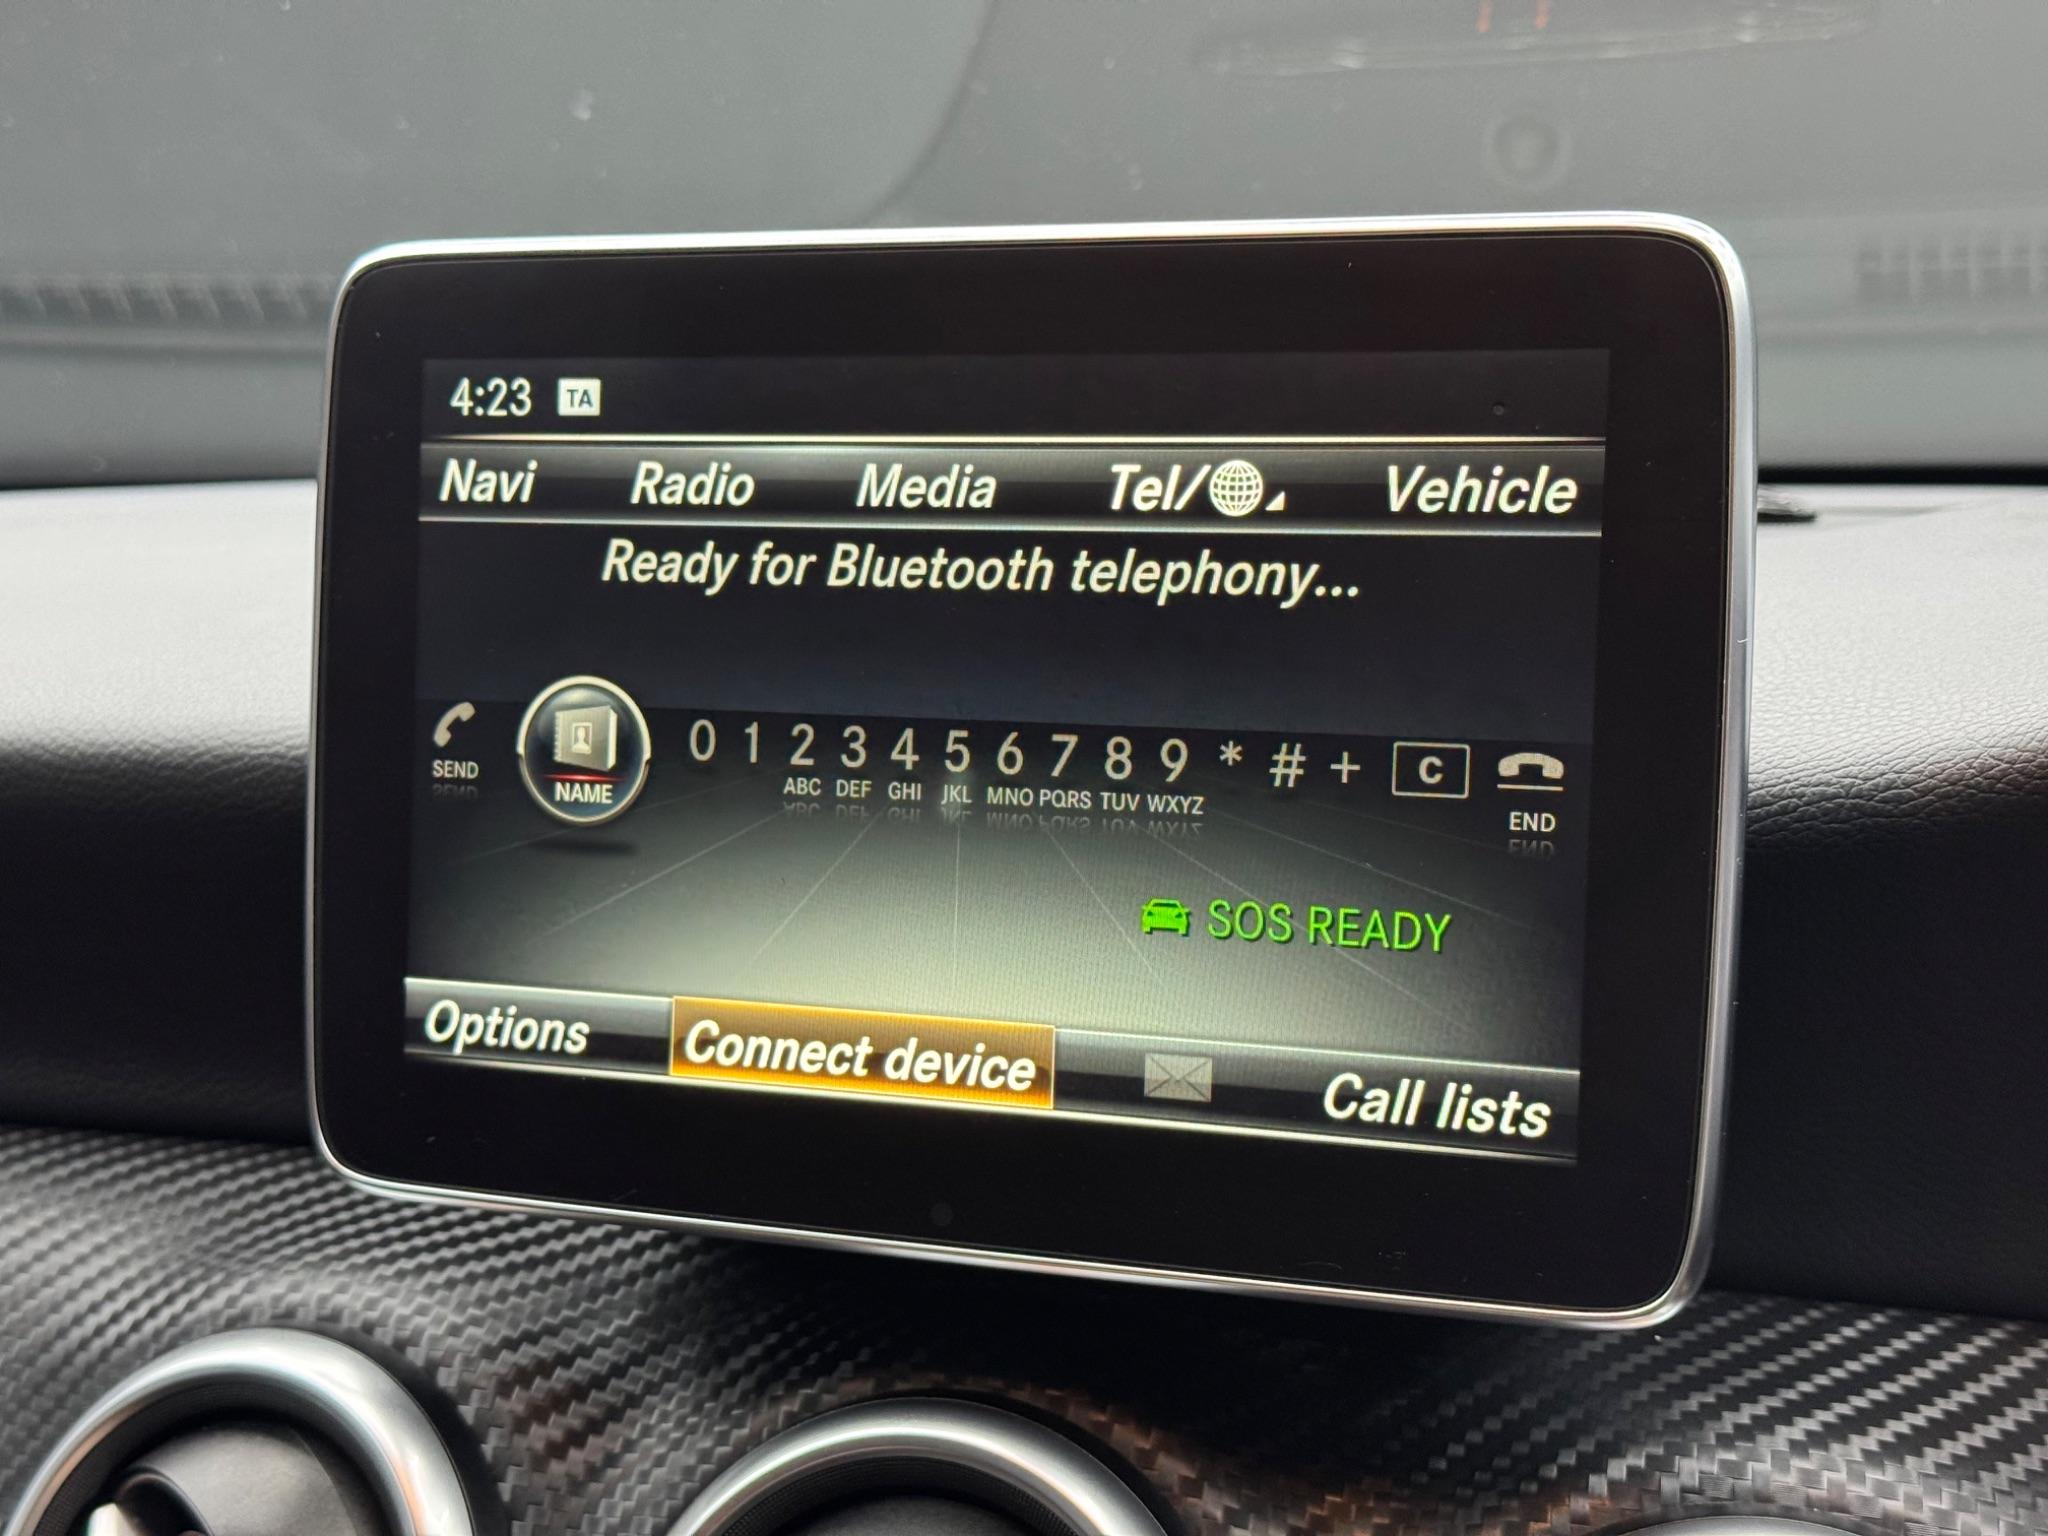 4:23 TA
Navi Radio Media Tel/ Vehicle
Ready for Bluetooth telephony...
0 1 2 3 4 5 6 7 8 9 * # + C
SEND NAME ABC DEF GHI JKL MNO PQRS TUV WXYZ END
SOS READY
Options Connect device Call lists